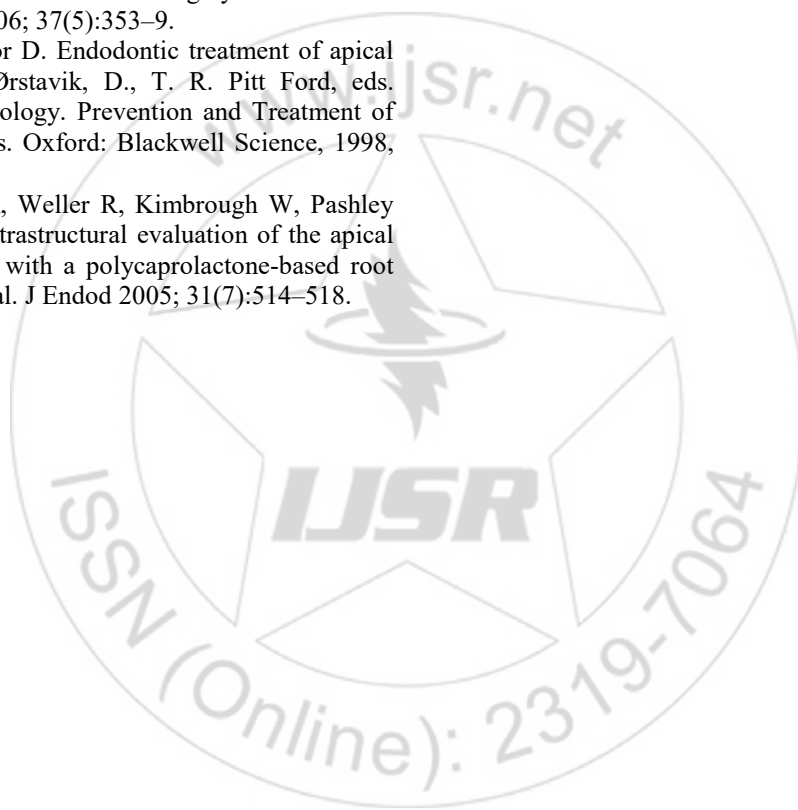 06; 37(5):353–9.
or D. Endodontic treatment of apical
Ørstavik, D., T. R. Pitt Ford, eds.
ology. Prevention and Treatment of
s. Oxford: Blackwell Science, 1998,
, Weller R, Kimbrough W, Pashley
trastructural evaluation of the apical
with a polycaprolactone-based root
al. J Endod 2005; 31(7):514–518.
www.ijsr.net
IJSR
ISSN (Online): 2319-7064